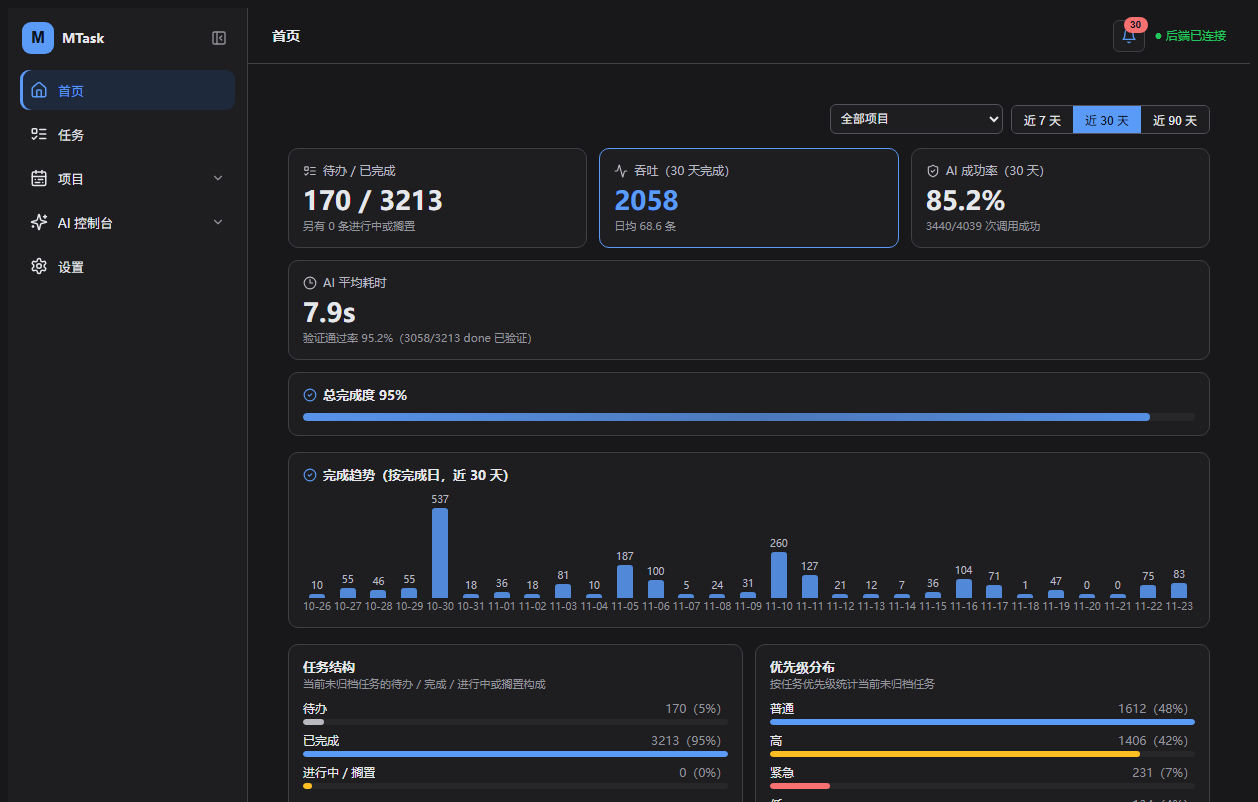 M MTask
首页
30
后端已连接
首页
任务
项目
AI 控制台
设置
全部项目
近 7 天 近 30 天 近 90 天
待办 / 已完成
170 / 3213
另有 0 条进行中或搁置
吞吐（30 天完成）
2058
日均 68.6 条
AI 成功率（30 天）
85.2%
3440/4039 次调用成功
AI 平均耗时
7.9s
验证通过率 95.2%（3058/3213 done 已验证）
总完成度 95%
完成趋势（按完成日，近 30 天）
10 55 46 55 537 18 36 18 81 10 187 100 5 24 31 260 127 21 12 7 36 104 71 1 47 0 0 75 83
10-26 10-27 10-28 10-29 10-30 10-31 11-01 11-02 11-03 11-04 11-05 11-06 11-07 11-08 11-09 11-10 11-11 11-12 11-13 11-14 11-15 11-16 11-17 11-18 11-19 11-20 11-21 11-22 11-23
任务结构
当前未归档任务的待办 / 完成 / 进行中或搁置构成
待办 170（5%）
已完成 3213（95%）
进行中 / 搁置 0（0%）
优先级分布
按任务优先级统计当前未归档任务
普通 1612（48%）
高 1406（42%）
紧急 231（7%）